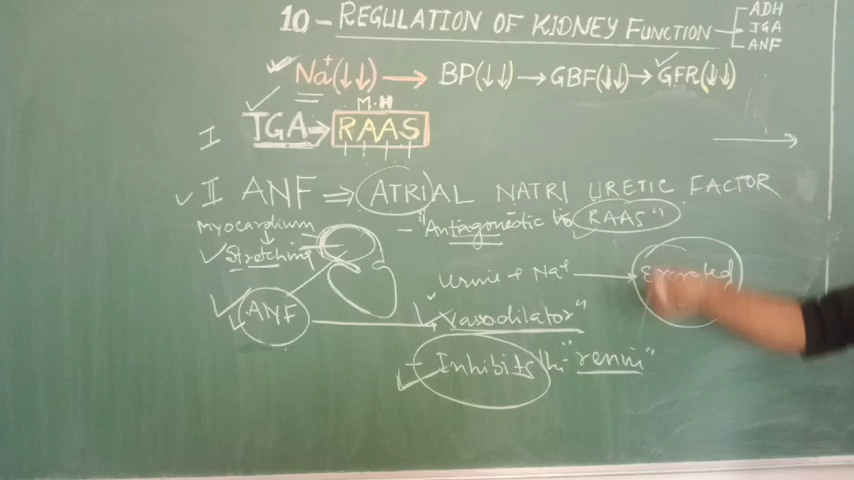 10 - REGULATION OF KIDNEY FUNCTION
ADH
JGA
ANF
Na+(↓↓) → BP(↓↓) → GBF(↓↓) → GFR(↓↓)
M.H
I JGA → RAAS
II ANF ⇒ ATRIAL NATRI URETIC FACTOR
myocardium
- "Antagonistic to RAAS"
↓
Stretching
Urine + Na+ → Excreted
ANF
Vasodilator"
- Inhibits the "renin"